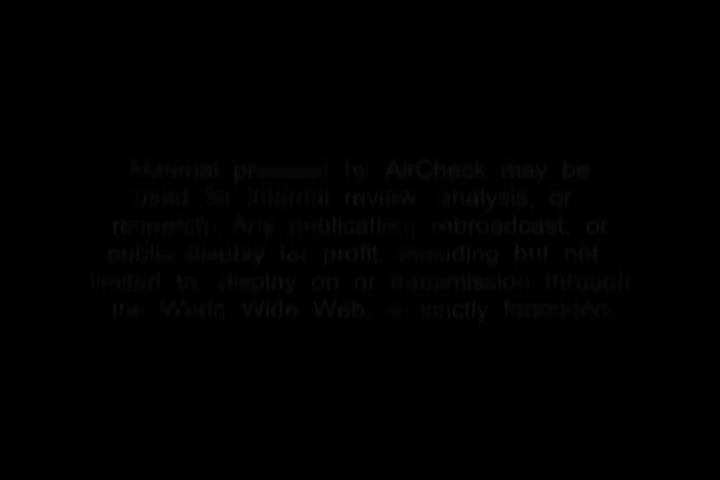 Material provided by AirCheck may be
used for internal review, analysis, or
research. Any publication, rebroadcast, or
public display for profit, including but not
limited to, display on or transmission through
the World Wide Web, is strictly forbidden.